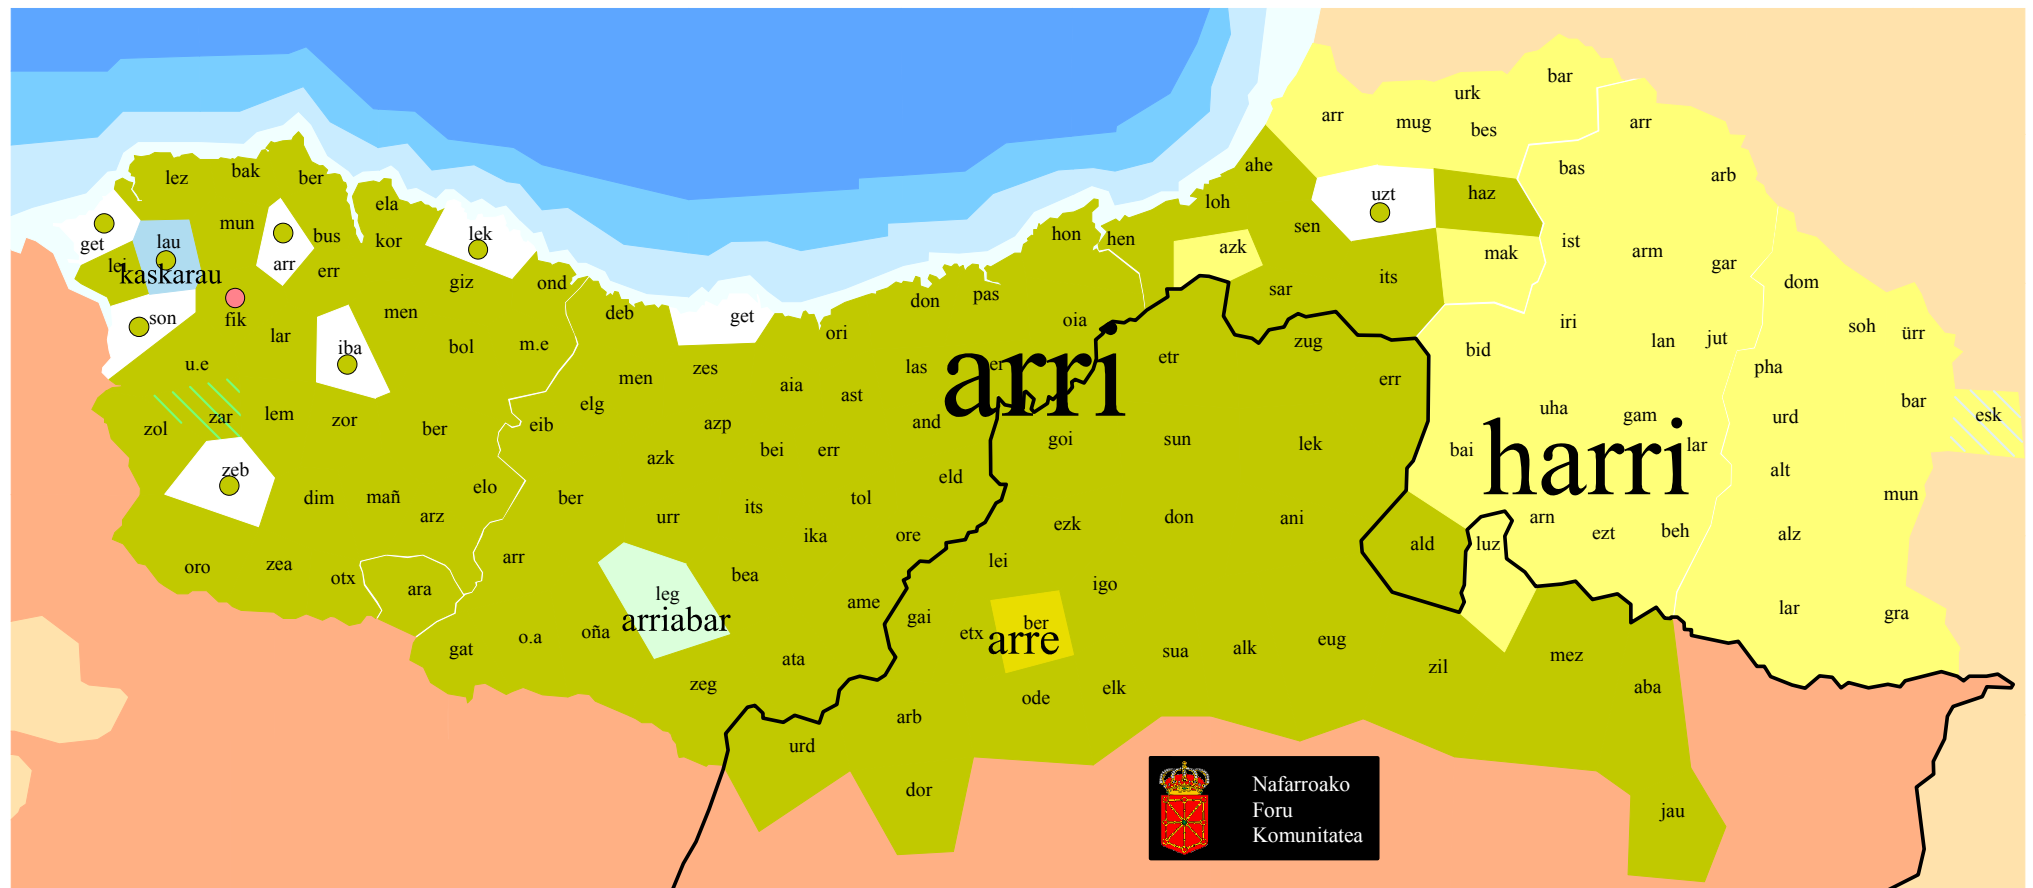 bar
urk
arr
mug
bes
arr
lez
bak
ber
ahe
bas
arb
uzt
haz
ela
loh
mun
bus
kor
lek
hon
hen
sen
azk
get
lau
arr
err
lei
kaskarau
giz
ond
its
mak
ist
arm
gar
dom
sar
don
pas
son
fik
men
deb
get
ori
oia
iri
soh
ürr
lar
iba
bol
m.e
zug
bid
lan
jut
u.e
men
zes
las
er
arri
etr
err
pha
aia
ast
elg
zol
zar
lem
zor
ber
eib
azp
and
goi
sun
lek
uha
gam
urd
bar
esk
azk
bei
err
bai
harri
lar
zeb
eld
alt
dim
mañ
elo
arz
ber
its
tol
mun
urr
ika
ore
ezk
don
ani
ald
luz
arn
ezt
beh
alz
oro
zea
otx
ara
arr
bea
lei
igo
leg
arriabar
ame
gai
etx
ber
arre
lar
gra
gat
o.a
oña
ata
sua
alk
eug
zil
mez
zeg
ode
elk
aba
arb
urd
dor
jau
Nafarroako
Foru
Komunitatea